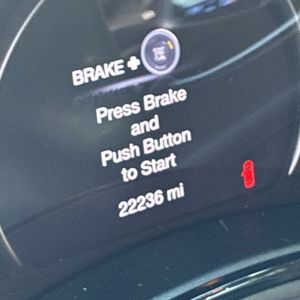 BRAKE +
Press Brake
and
Push Button
to Start
22236 mi